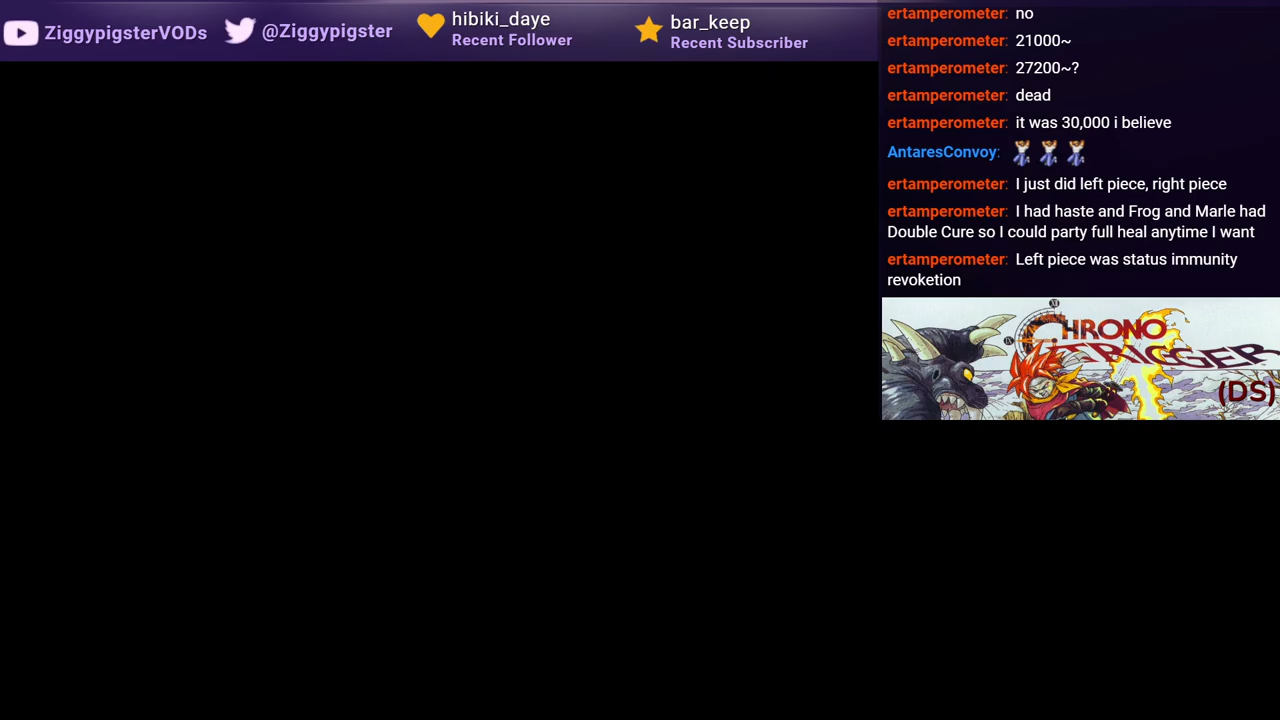 ZiggypigsterVODs
@Ziggypigster
hibiki_daye
Recent Follower
bar_keep
Recent Subscriber
ertamperometer: no
ertamperometer: 21000~
ertamperometer: 27200~?
ertamperometer: dead
ertamperometer: it was 30,000 i believe
AntaresConvoy:
ertamperometer: I just did left piece, right piece
ertamperometer: I had haste and Frog and Marle had
Double Cure so I could party full heal anytime I want
ertamperometer: Left piece was status immunity
revoketion
CHRONO
TRIGGER
(DS)